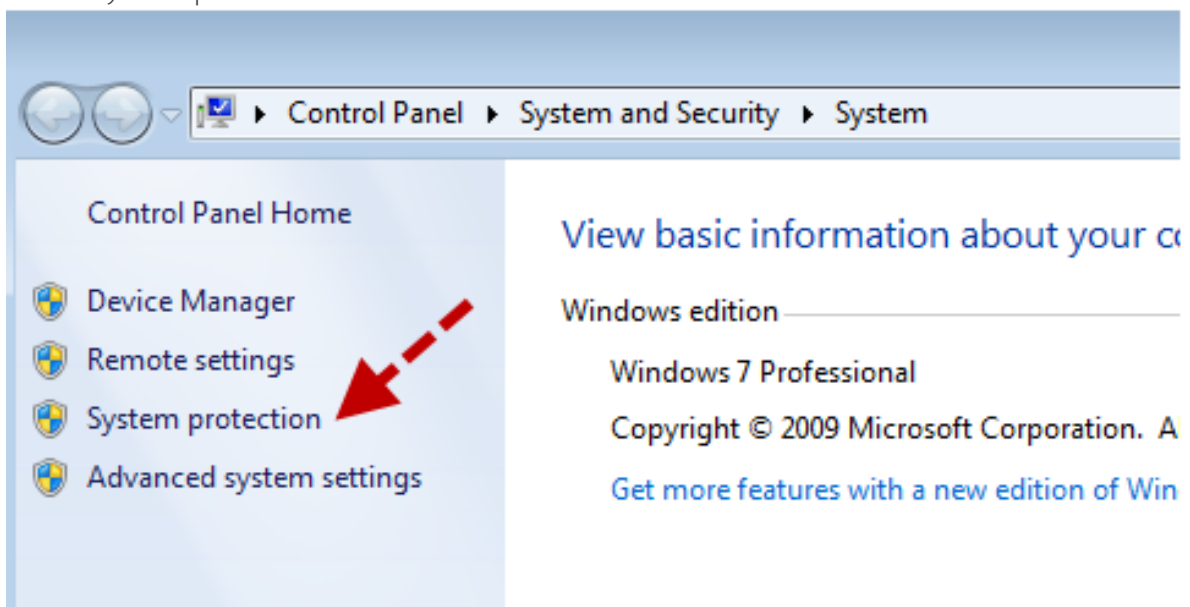 Control Panel System and Security System
Control Panel Home
View basic information about your c
Device Manager
Windows edition
Remote settings
Windows 7 Professional
System protection
Copyright © 2009 Microsoft Corporation. A
Advanced system settings
Get more features with a new edition of Win